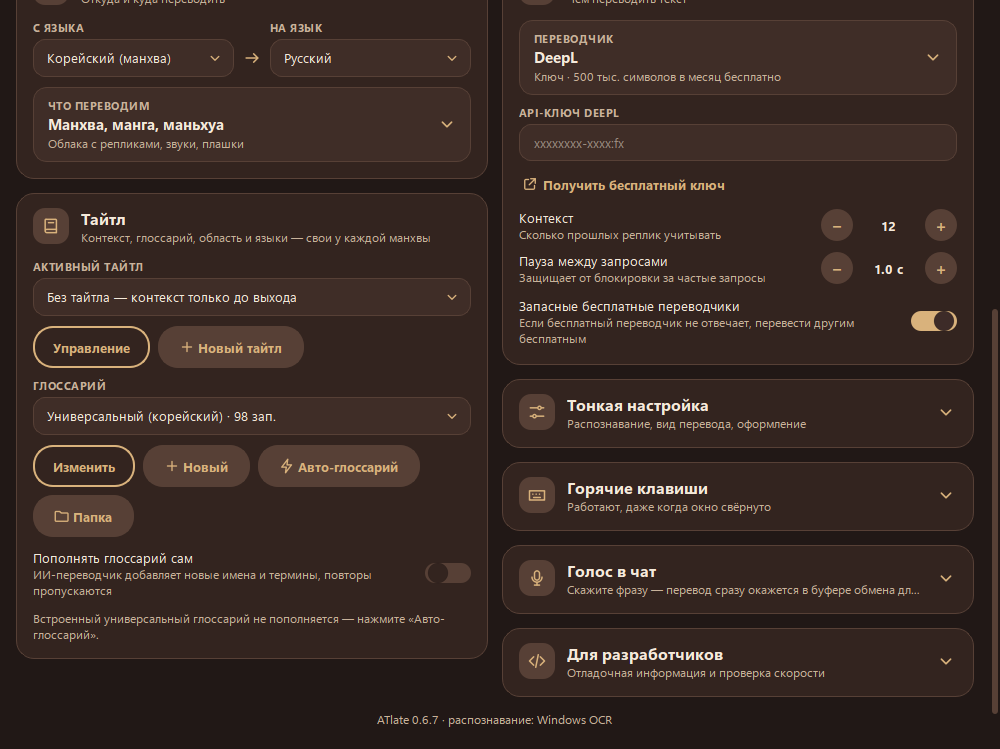 Откуда и куда переводить
С ЯЗЫКА
НА ЯЗЫК
Корейский (манхва)
Русский
ЧТО ПЕРЕВОДИМ
Манхва, манга, маньхуа
Облака с репликами, звуки, плашки
Тайтл
Контекст, глоссарий, область и языки — свои у каждой манхвы
АКТИВНЫЙ ТАЙТЛ
Без тайтла — контекст только до выхода
Управление
Новый тайтл
ГЛОССАРИЙ
Универсальный (корейский) · 98 зап.
Изменить
Новый
Авто-глоссарий
Папка
Пополнять глоссарий сам
ИИ-переводчик добавляет новые имена и термины, повторы
пропускаются
Встроенный универсальный глоссарий не пополняется — нажмите «Авто-
глоссарий».
Чем переводить текст
ПЕРЕВОДЧИК
DeepL
Ключ · 500 тыс. символов в месяц бесплатно
API-КЛЮЧ DEEPL
xxxxxxxx-xxxx:fx
Получить бесплатный ключ
Контекст
Сколько прошлых реплик учитывать
− 12 +
Пауза между запросами
Защищает от блокировки за частые запросы
− 1.0 с +
Запасные бесплатные переводчики
Если бесплатный переводчик не отвечает, перевести другим
бесплатным
Тонкая настройка
Распознавание, вид перевода, оформление
Горячие клавиши
Работают, даже когда окно свёрнуто
Голос в чат
Скажите фразу — перевод сразу окажется в буфере обмена дл...
Для разработчиков
Отладочная информация и проверка скорости
ATlate 0.6.7 · распознавание: Windows OCR